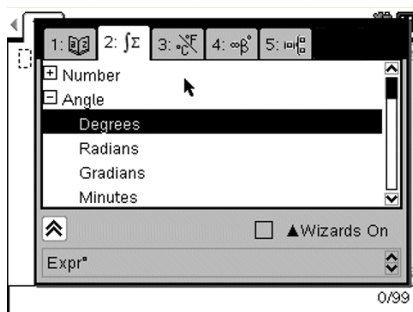 1: 2: ∫Σ 3: °C°F 4: ∞β° 5:
Number
Angle
Degrees
Radians
Gradians
Minutes
▲Wizards On
Expr°
0/99